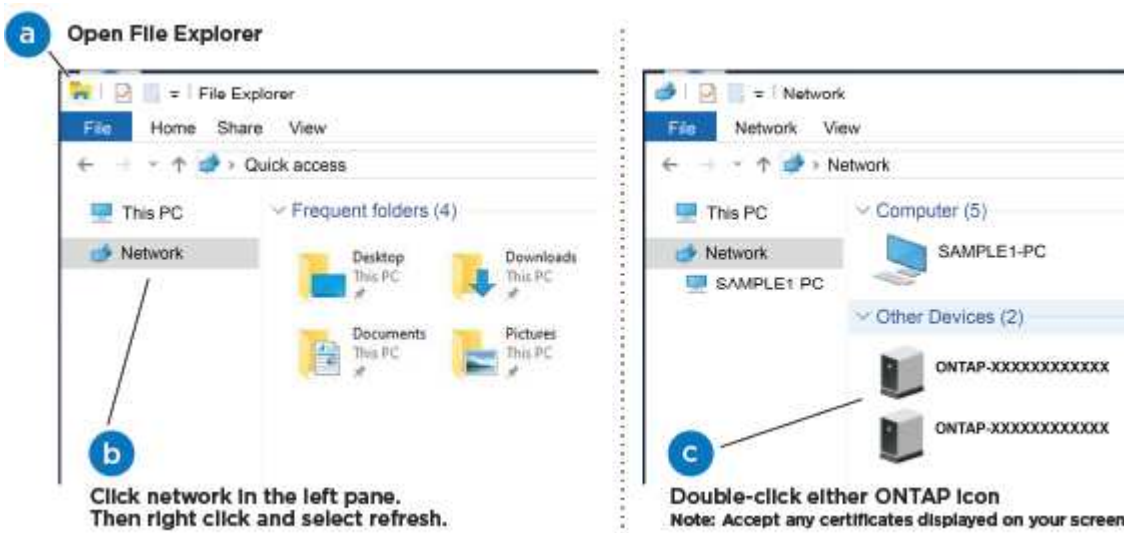 a
Open File Explorer
File Explorer
File Home Share View
Quick access
This PC
Network
Frequent folders (4)
Desktop
This PC
Downloads
This PC
Documents
This PC
Pictures
This PC
b
Click network in the left pane.
Then right click and select refresh.
Network
File Network View
Network
This PC
Network
SAMPLE1 PC
Computer (5)
SAMPLE1-PC
Other Devices (2)
ONTAP-XXXXXXXXXXXX
ONTAP-XXXXXXXXXXXX
c
Double-click either ONTAP icon
Note: Accept any certificates displayed on your screen